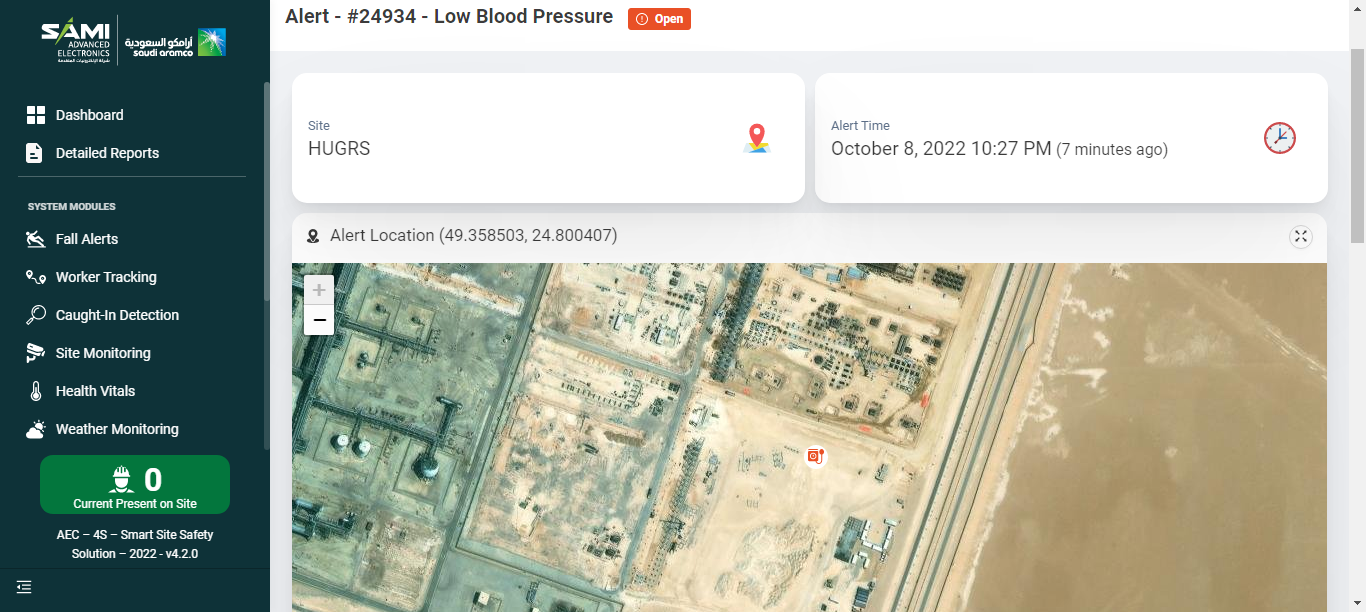 SAMI
ADVANCED
ELECTRONICS
شركة الإلكترونيات المتقدمة
أرامكو السعودية
saudi aramco
Dashboard
Detailed Reports
SYSTEM MODULES
Fall Alerts
Worker Tracking
Caught-In Detection
Site Monitoring
Health Vitals
Weather Monitoring
0
Current Present on Site
AEC – 4S – Smart Site Safety
Solution – 2022 - v4.2.0
Alert - #24934 - Low Blood Pressure
Open
Site
HUGRS
Alert Time
October 8, 2022 10:27 PM (7 minutes ago)
Alert Location (49.358503, 24.800407)
+
−